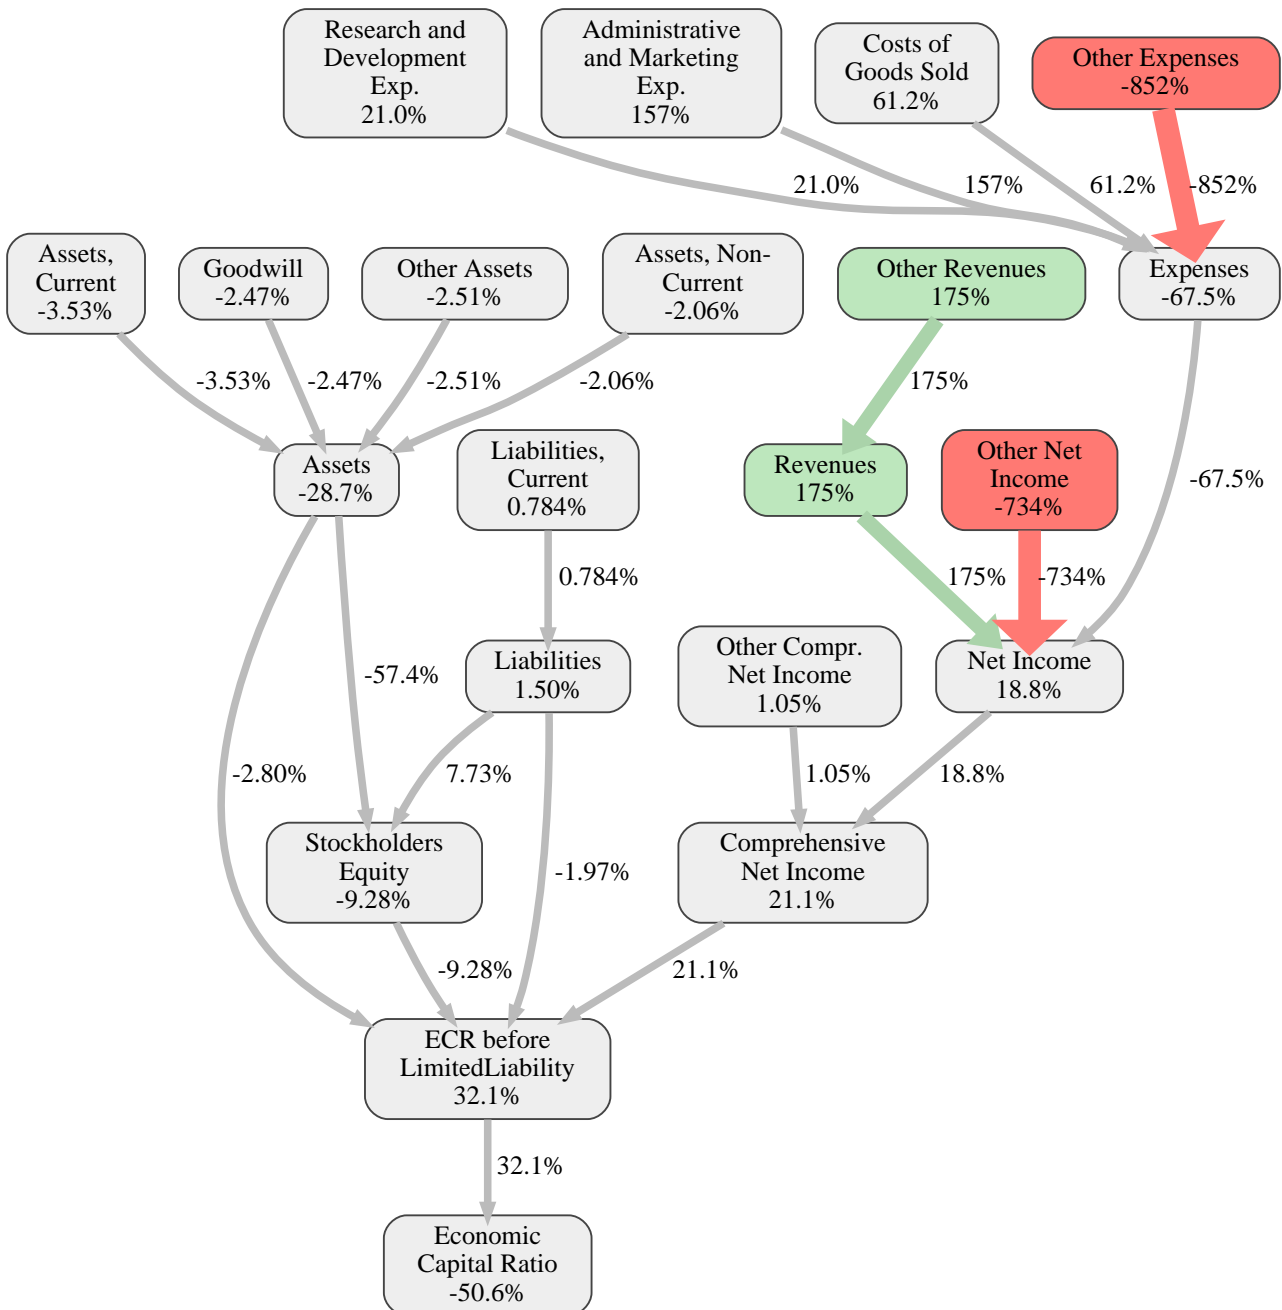 Research and
Development
Exp.
21.0%
Administrative
and Marketing
Exp.
157%
Costs of
Goods Sold
61.2%
Other Expenses
-852%
21.0%
157%
61.2%
-852%
Assets,
Current
-3.53%
Goodwill
-2.47%
Other Assets
-2.51%
Assets, Non-
Current
-2.06%
Other Revenues
175%
Expenses
-67.5%
-3.53%
-2.47%
-2.51%
-2.06%
175%
Assets
-28.7%
Liabilities,
Current
0.784%
Revenues
175%
Other Net
Income
-734%
-67.5%
0.784%
175%
-734%
-57.4%
Liabilities
1.50%
Other Compr.
Net Income
1.05%
Net Income
18.8%
-2.80%
7.73%
1.05%
18.8%
Stockholders
Equity
-9.28%
-1.97%
Comprehensive
Net Income
21.1%
-9.28%
21.1%
ECR before
LimitedLiability
32.1%
32.1%
Economic
Capital Ratio
-50.6%